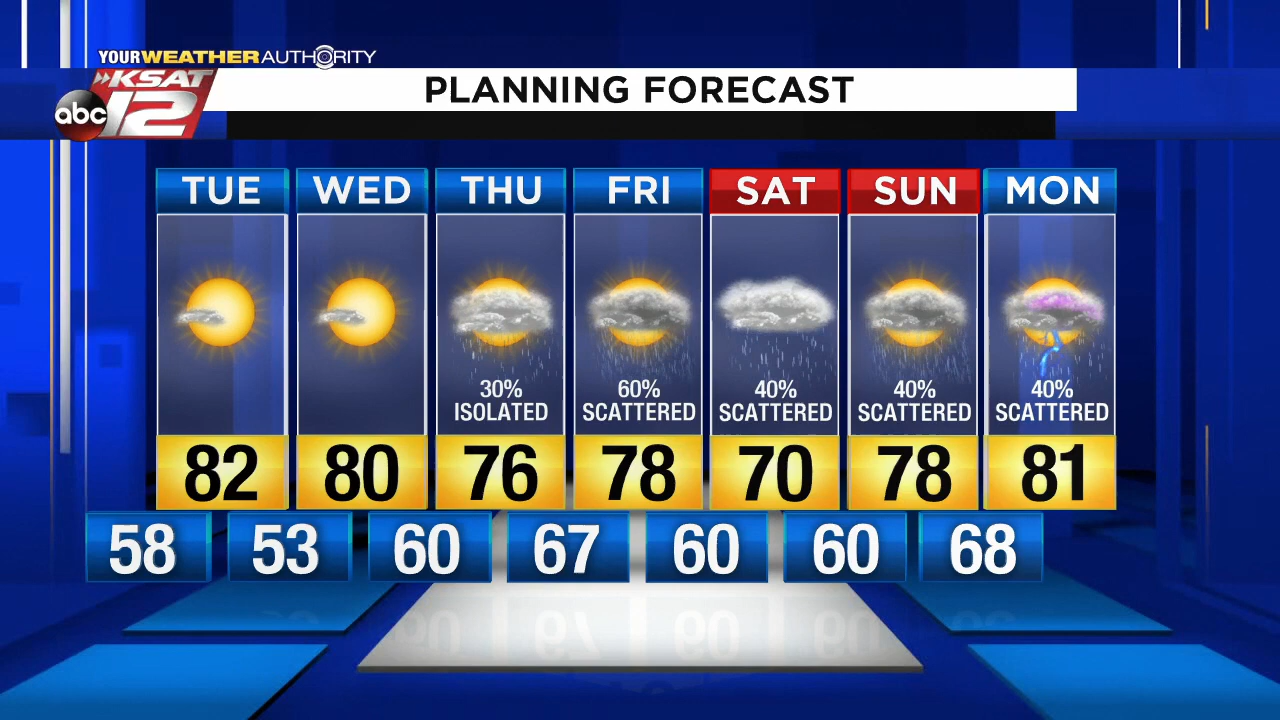 YOURWEATHERAUTHORITY
KSAT
abc 12
PLANNING FORECAST
TUE WED THU FRI SAT SUN MON
30% 60% 40% 40% 40%
ISOLATED SCATTERED SCATTERED SCATTERED SCATTERED
82 80 76 78 70 78 81
58 53 60 67 60 60 68